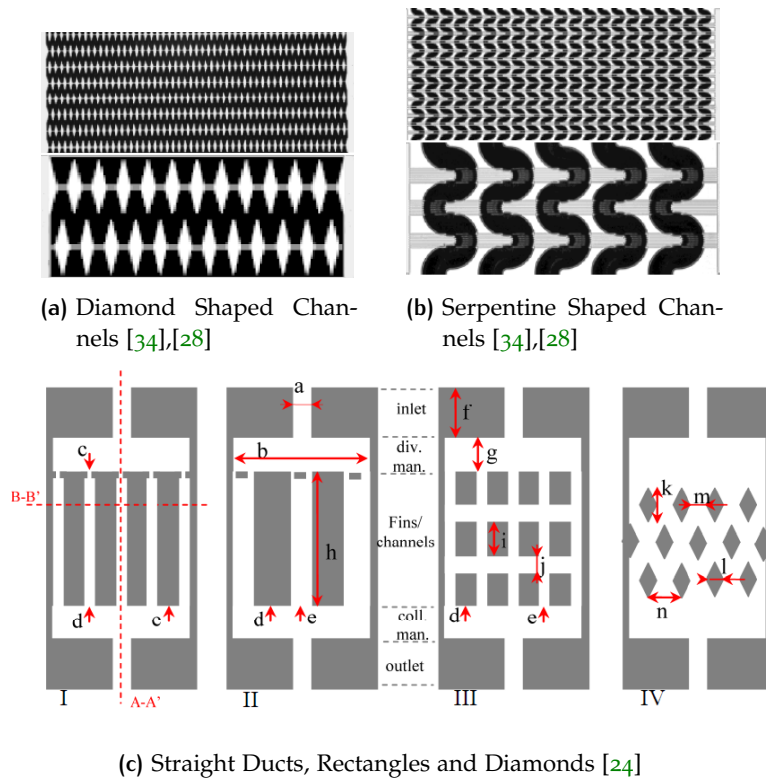 (a) Diamond Shaped Chan-
nels [34],[28]
(b) Serpentine Shaped Chan-
nels [34],[28]
a
inlet
f
c
b
div.
man.
g
B-B'
k
m
Fins/
channels
h
i
j
l
n
d
c
d
e
coll.
man.
d
e
outlet
I
A-A'
II
III
IV
(c) Straight Ducts, Rectangles and Diamonds [24]